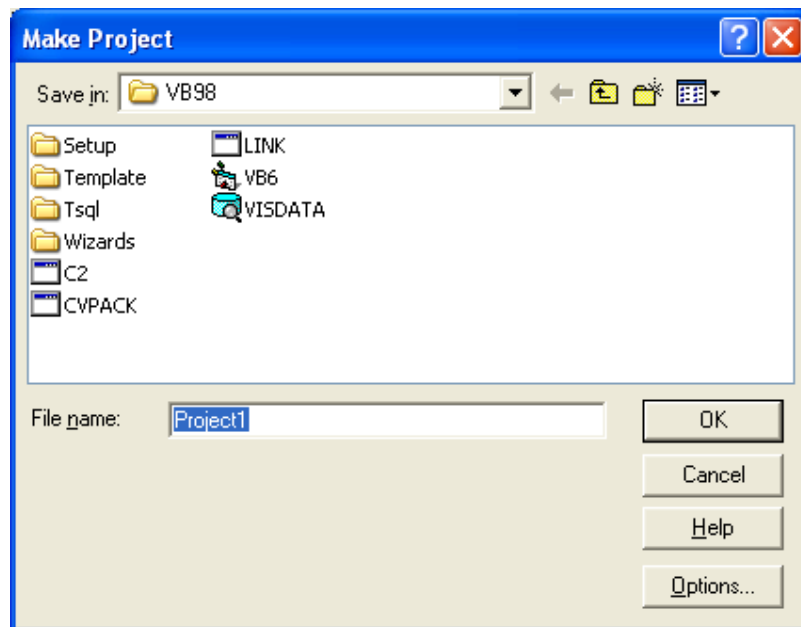 Make Project
Save in: VB98
Setup LINK
Template VB6
Tsql VISDATA
Wizards
C2
CVPACK
File name: Project1 OK
Cancel
Help
Options...